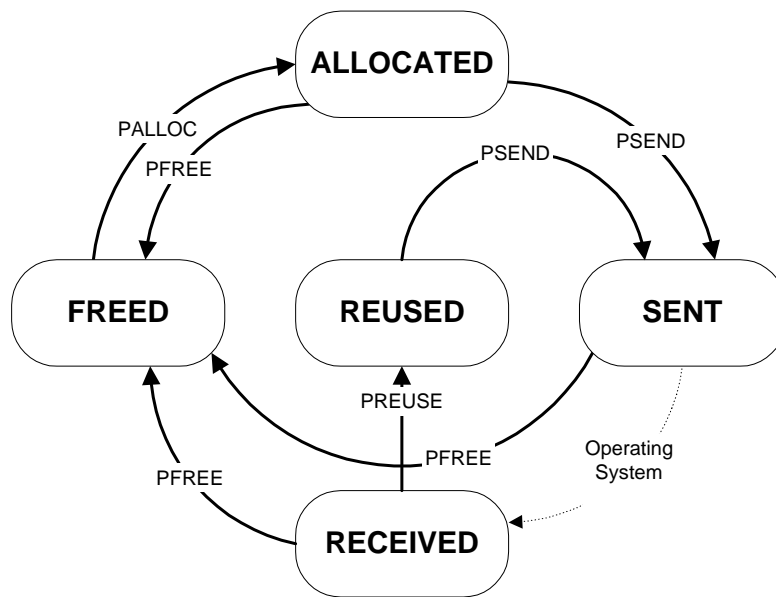 ALLOCATED
PALLOC
PSEND
PSEND
PFREE
FREED
REUSED
SENT
PREUSE
Operating
System
PFREE
PFREE
RECEIVED